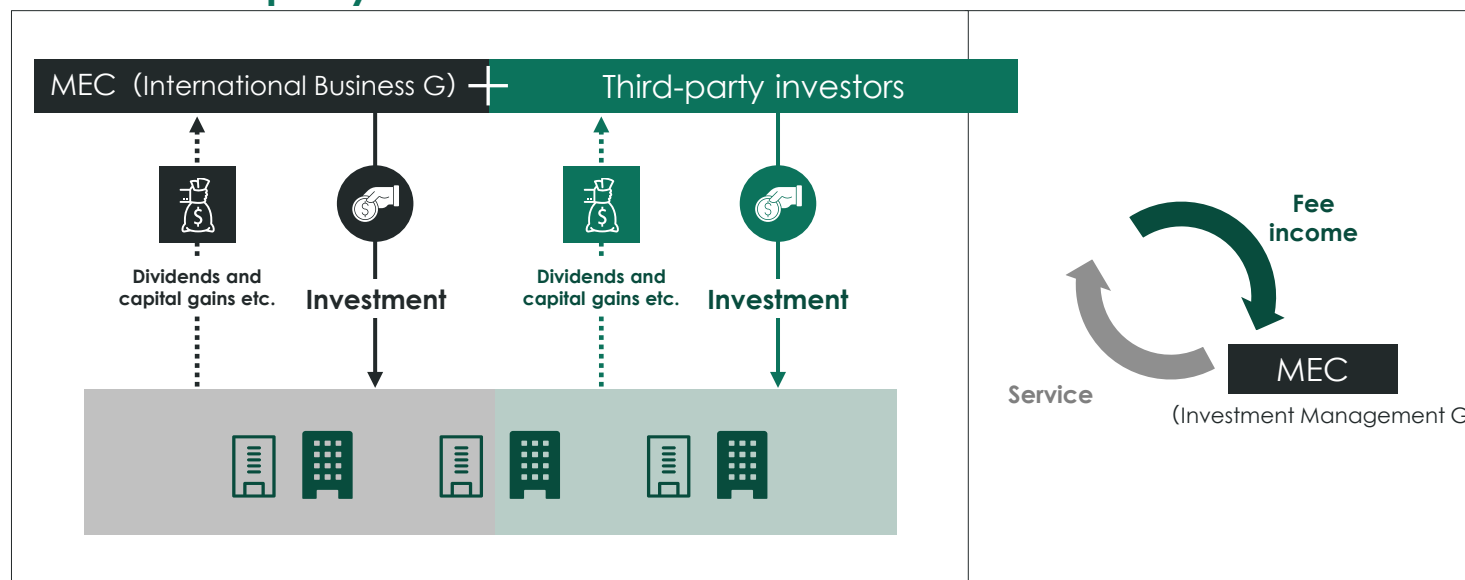 MEC (International Business G)
Third-party investors
Dividends and
capital gains etc.
Investment
Dividends and
capital gains etc.
Investment
Fee
income
Service
MEC
(Investment Management G